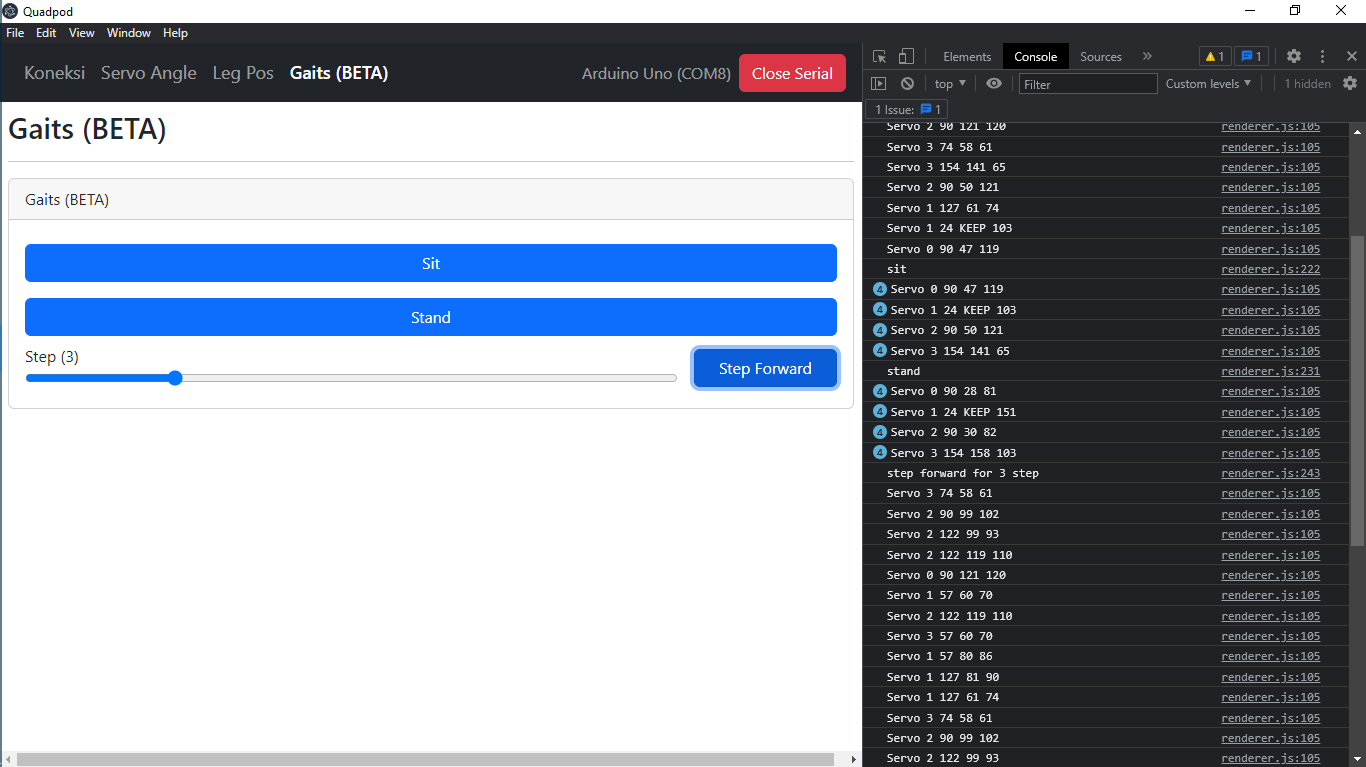 Quadpod
File Edit View Window Help
Koneksi Servo Angle Leg Pos Gaits (BETA) Arduino Uno (COM8) Close Serial
Gaits (BETA)
Gaits (BETA)
Sit
Stand
Step (3)
Step Forward
Elements Console Sources » 1 1
top Filter Custom levels 1 hidden
1 Issue: 1
Servo 2 90 121 120 renderer.js:105
Servo 3 74 58 61 renderer.js:105
Servo 3 154 141 65 renderer.js:105
Servo 2 90 50 121 renderer.js:105
Servo 1 127 61 74 renderer.js:105
Servo 1 24 KEEP 103 renderer.js:105
Servo 0 90 47 119 renderer.js:105
sit renderer.js:222
4 Servo 0 90 47 119 renderer.js:105
4 Servo 1 24 KEEP 103 renderer.js:105
4 Servo 2 90 50 121 renderer.js:105
4 Servo 3 154 141 65 renderer.js:105
stand renderer.js:231
4 Servo 0 90 28 81 renderer.js:105
4 Servo 1 24 KEEP 151 renderer.js:105
4 Servo 2 90 30 82 renderer.js:105
4 Servo 3 154 158 103 renderer.js:105
step forward for 3 step renderer.js:243
Servo 3 74 58 61 renderer.js:105
Servo 2 90 99 102 renderer.js:105
Servo 2 122 99 93 renderer.js:105
Servo 2 122 119 110 renderer.js:105
Servo 0 90 121 120 renderer.js:105
Servo 1 57 60 70 renderer.js:105
Servo 2 122 119 110 renderer.js:105
Servo 3 57 60 70 renderer.js:105
Servo 1 57 80 86 renderer.js:105
Servo 1 127 81 90 renderer.js:105
Servo 1 127 61 74 renderer.js:105
Servo 3 74 58 61 renderer.js:105
Servo 2 90 99 102 renderer.js:105
Servo 2 122 99 93 renderer.js:105